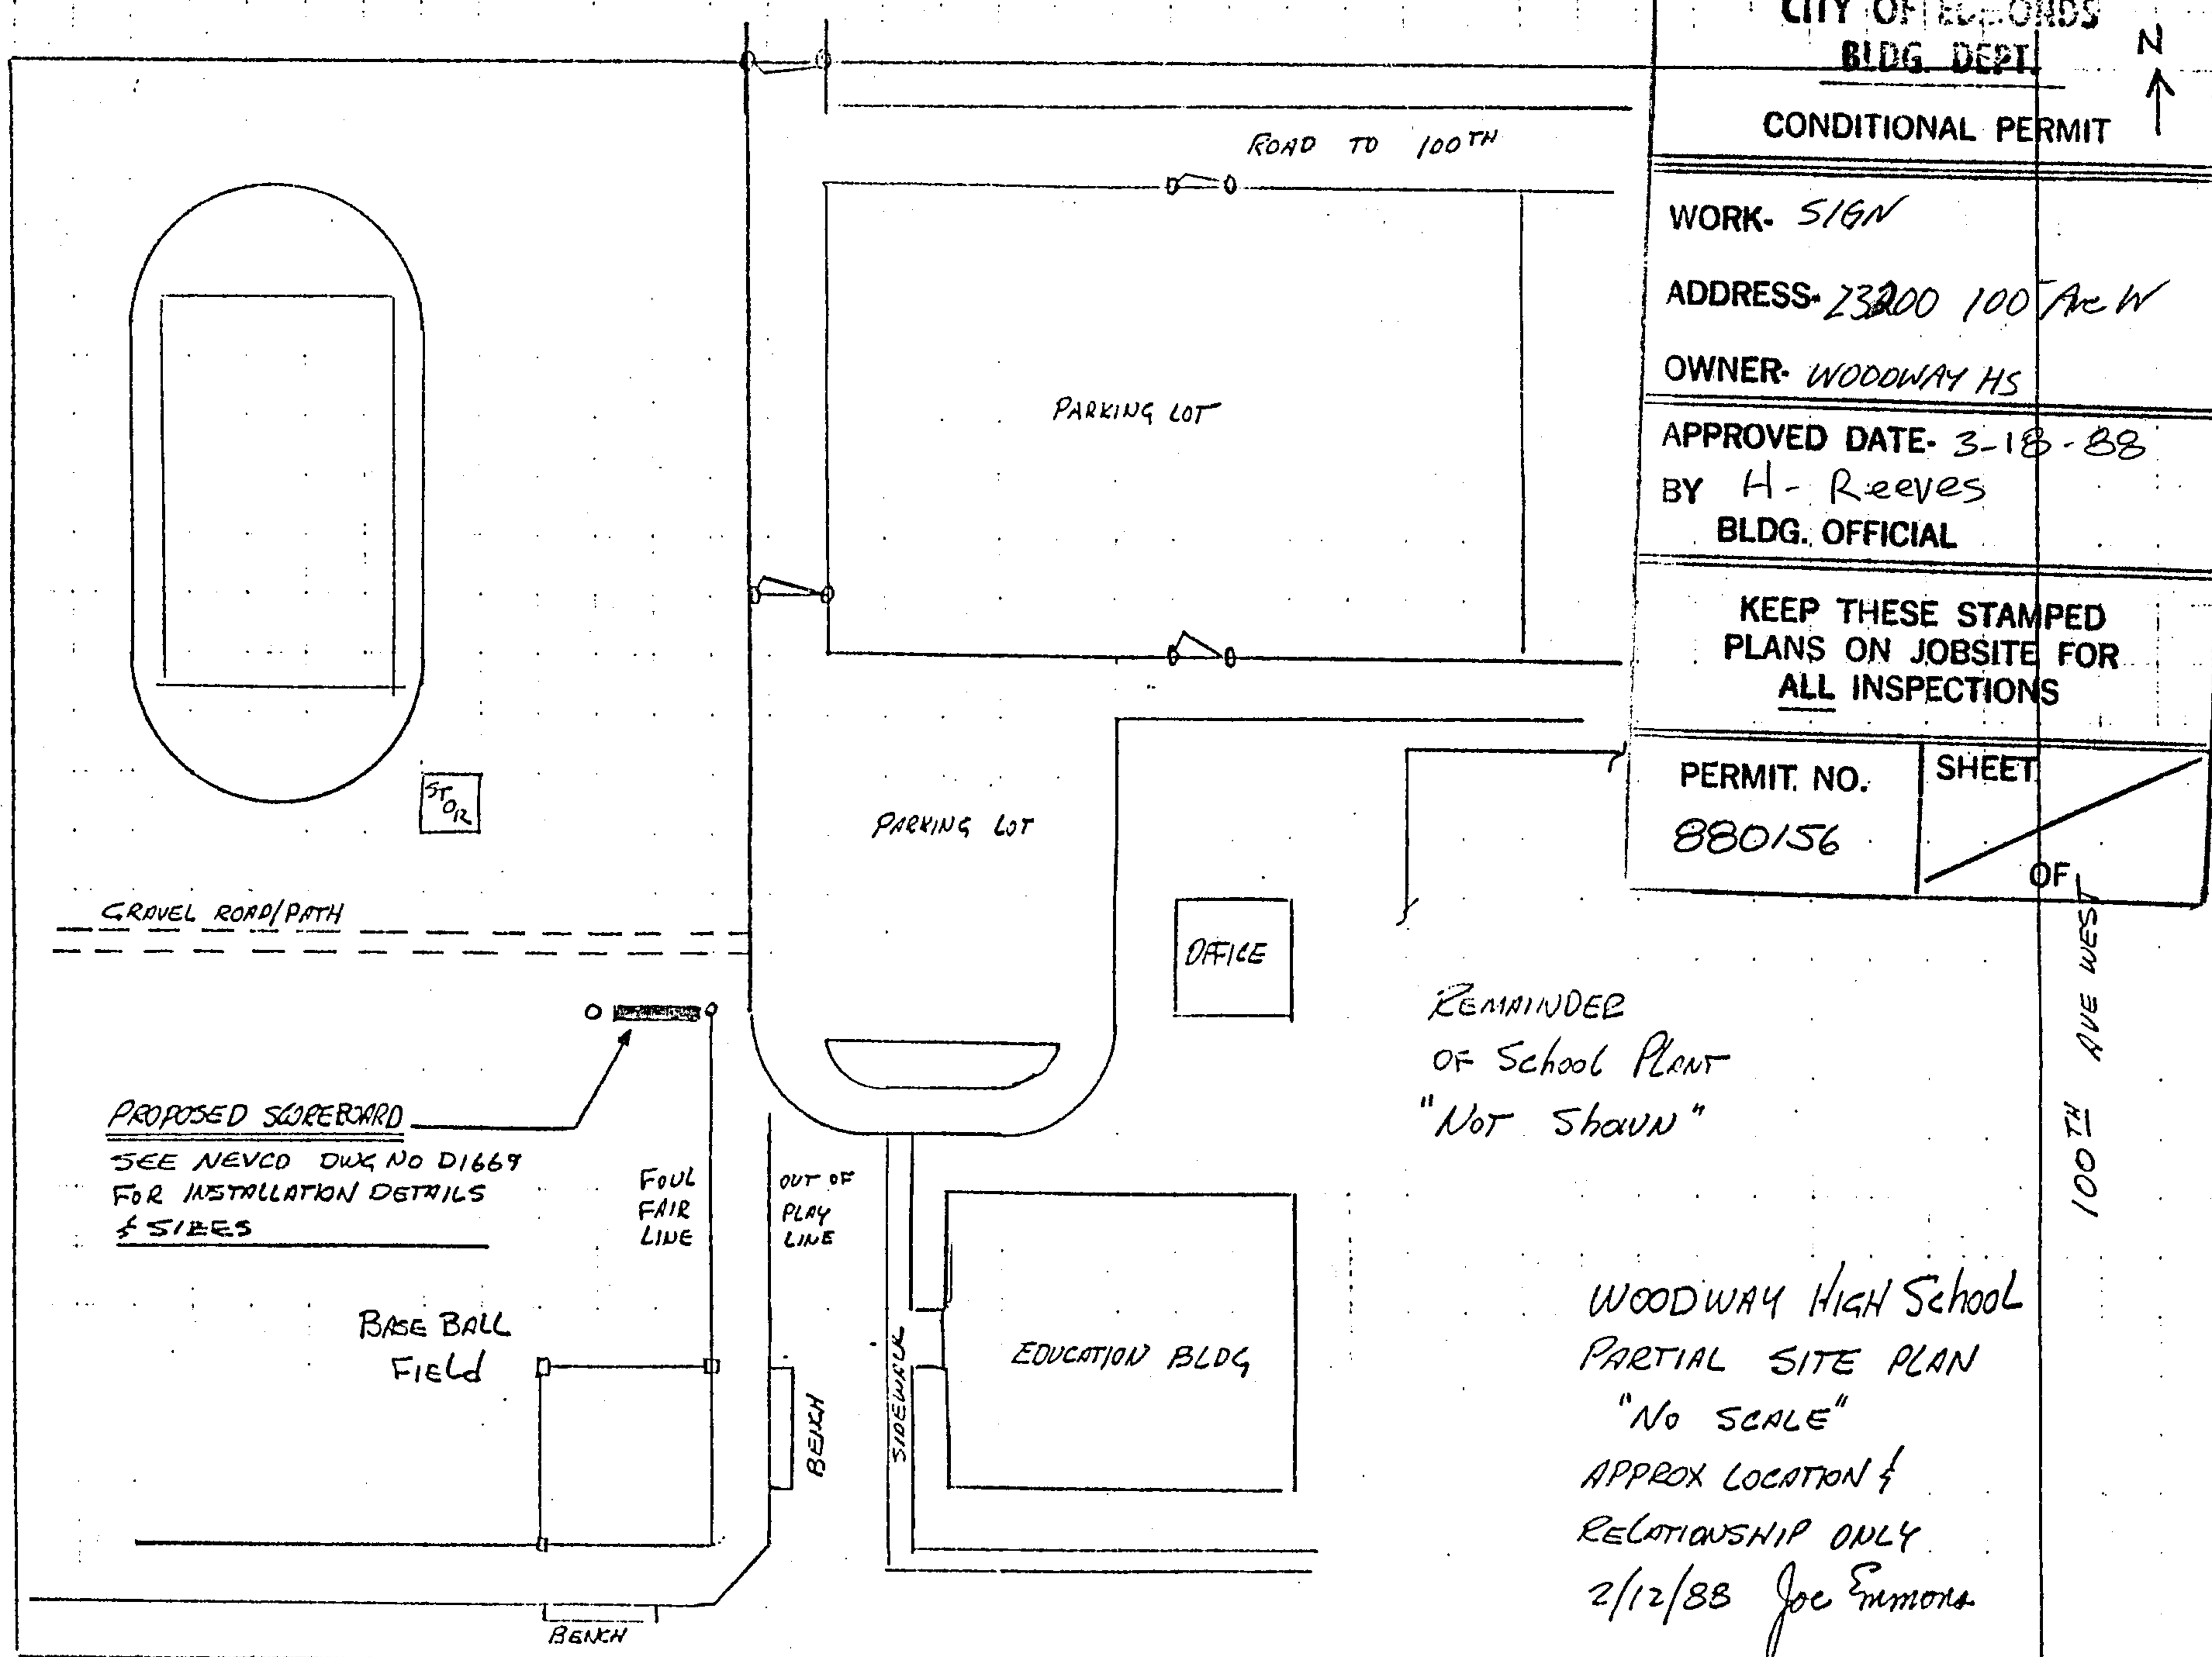 CITY OF EDMONDS
BLDG. DEPT.
N
CONDITIONAL PERMIT
WORK- SIGN
ADDRESS- 23200 100 Ave W
OWNER- WOODWAY HS
APPROVED DATE- 3-18-88
BY H- Reeves
BLDG. OFFICIAL
KEEP THESE STAMPED
PLANS ON JOBSITE FOR
ALL INSPECTIONS
PERMIT. NO.
880156
SHEET
OF
ROAD TO 100TH
PARKING LOT
STOR
PARKING LOT
GRAVEL ROAD/PATH
OFFICE
100TH AVE WEST
REMAINDER
OF School PLANT
"NOT ShowN"
PROPOSED SCOREBOARD
SEE NEVCO DWG NO D1669
FOR INSTALLATION DETAILS
& SIZES
FOUL
FAIR
LINE
OUT OF
PLAY
LINE
BASE BALL
FIELd
BENCH
SIDEWALK
EDUCATION BLDG
BENCH
WOODWAY HIGH School
PARTIAL SITE PLAN
"NO SCALE"
APPROX LOCATION &
RELATIONSHIP ONLY
2/12/88 Joe Emmons